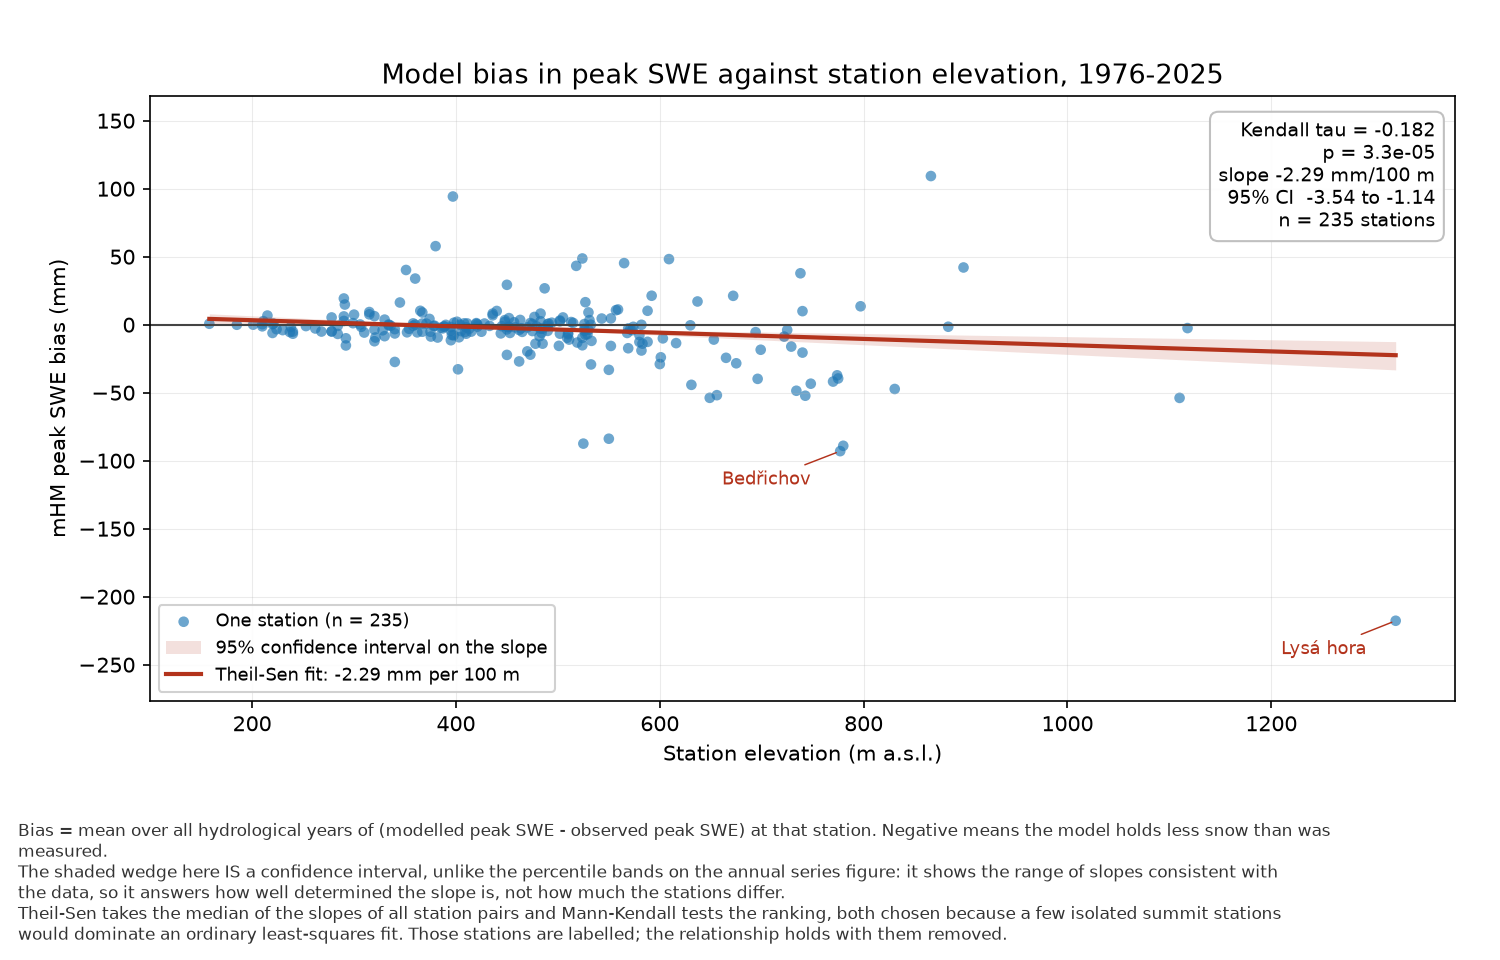 Model bias in peak SWE against station elevation, 1976-2025
Kendall tau = -0.182
p = 3.3e-05
slope -2.29 mm/100 m
95% CI  -3.54 to -1.14
n = 235 stations
mHM peak SWE bias (mm)
150
100
50
0
−50
−100
−150
−200
−250
Bedřichov
Lysá hora
One station (n = 235)
95% confidence interval on the slope
Theil-Sen fit: -2.29 mm per 100 m
200
400
600
800
1000
1200
Station elevation (m a.s.l.)
Bias = mean over all hydrological years of (modelled peak SWE - observed peak SWE) at that station. Negative means the model holds less snow than was
measured.
The shaded wedge here IS a confidence interval, unlike the percentile bands on the annual series figure: it shows the range of slopes consistent with
the data, so it answers how well determined the slope is, not how much the stations differ.
Theil-Sen takes the median of the slopes of all station pairs and Mann-Kendall tests the ranking, both chosen because a few isolated summit stations
would dominate an ordinary least-squares fit. Those stations are labelled; the relationship holds with them removed.